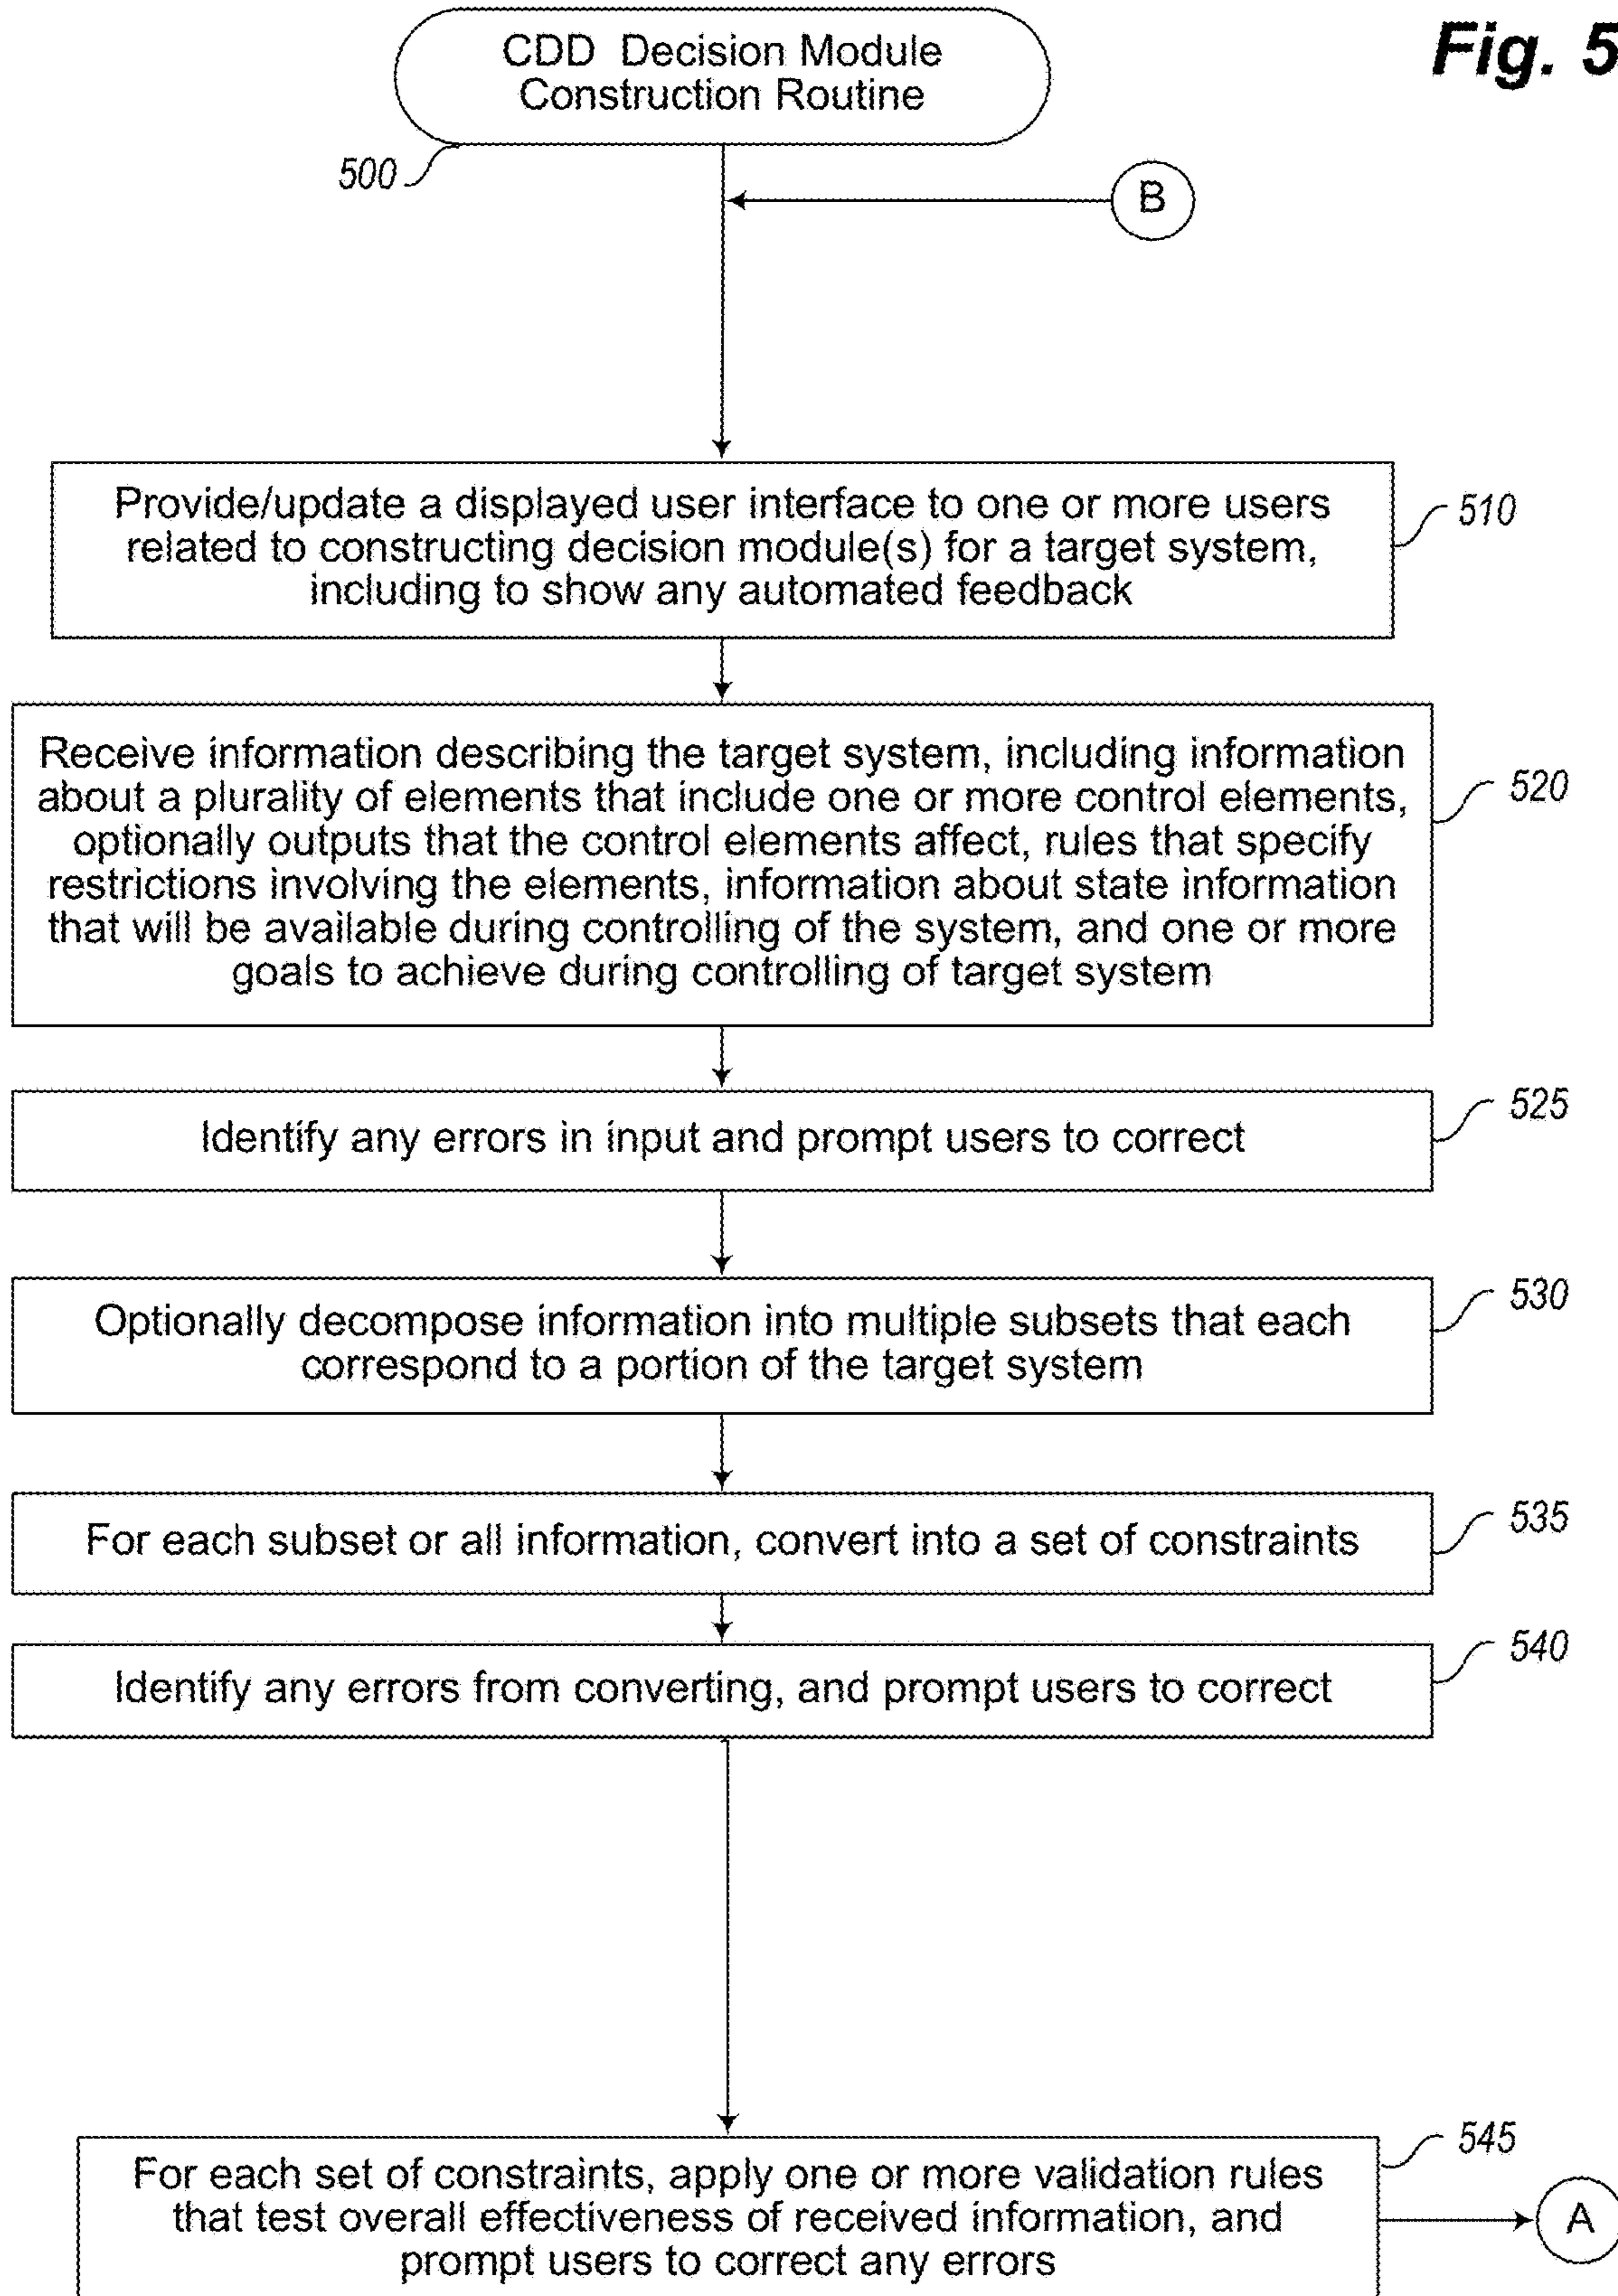 Fig. 5
CDD Decision Module
Construction Routine
500
B
Provide/update a displayed user interface to one or more users
related to constructing decision module(s) for a target system,
including to show any automated feedback
510
Receive information describing the target system, including information
about a plurality of elements that include one or more control elements,
optionally outputs that the control elements affect, rules that specify
restrictions involving the elements, information about state information
that will be available during controlling of the system, and one or more
goals to achieve during controlling of target system
520
Identify any errors in input and prompt users to correct
525
Optionally decompose information into multiple subsets that each
correspond to a portion of the target system
530
For each subset or all information, convert into a set of constraints
535
Identify any errors from converting, and prompt users to correct
540
For each set of constraints, apply one or more validation rules
that test overall effectiveness of received information, and
prompt users to correct any errors
545
A